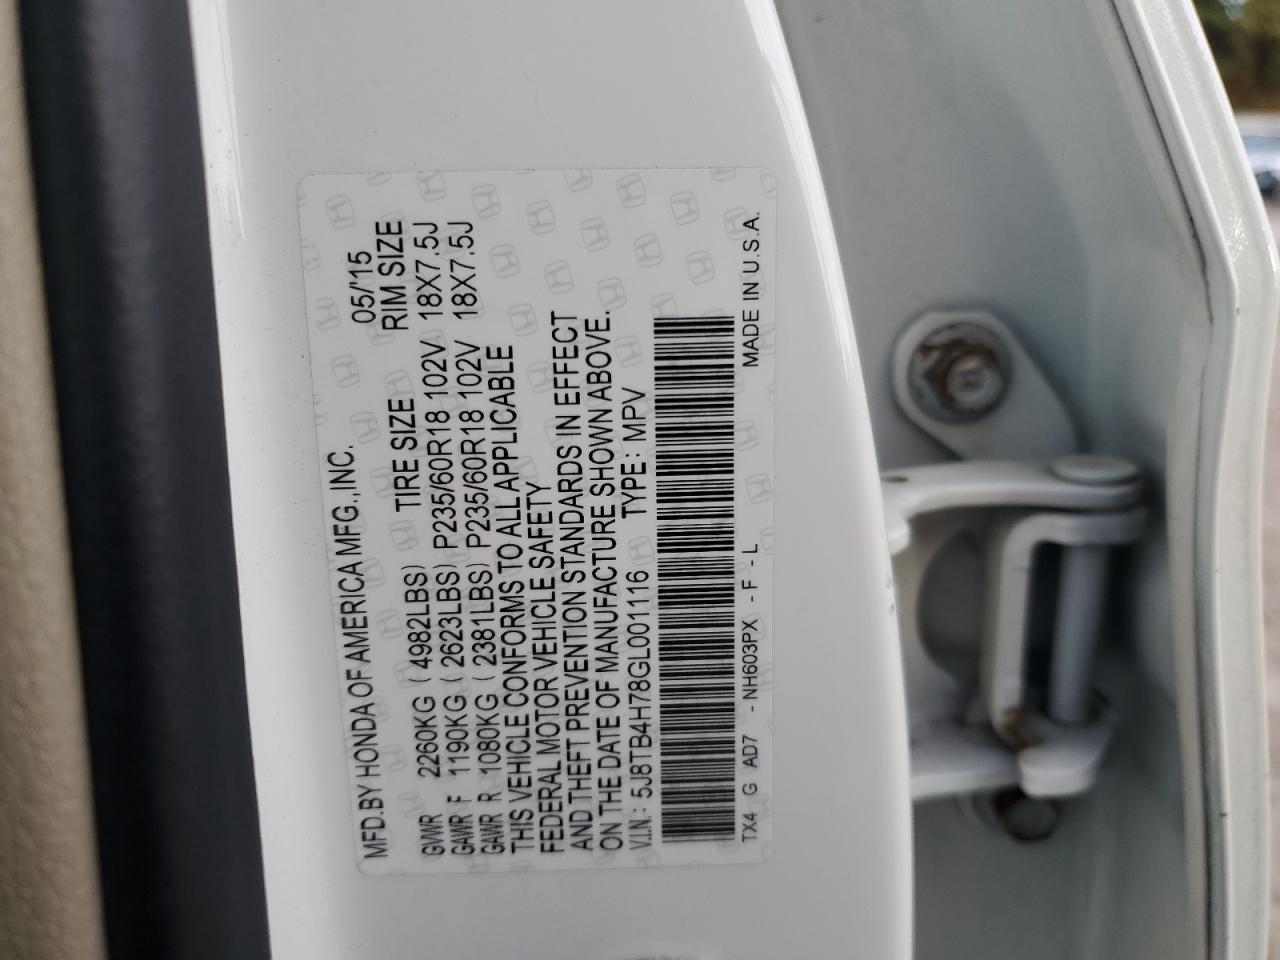 MFD.BY HONDA OF AMERICA MFG.,INC. 05/'15
TIRE SIZE RIM SIZE
GVWR 2260KG ( 4982LBS)
GAWR F 1190KG ( 2623LBS) P235/60R18 102V 18X7.5J
GAWR R 1080KG ( 2381LBS) P235/60R18 102V 18X7.5J
THIS VEHICLE CONFORMS TO ALL APPLICABLE
FEDERAL MOTOR VEHICLE SAFETY
AND THEFT PREVENTION STANDARDS IN EFFECT
ON THE DATE OF MANUFACTURE SHOWN ABOVE.
V.I.N.: 5J8TB4H78GL001116 TYPE: MPV
TX4 G AD7 - NH603PX - F - L MADE IN U.S.A.